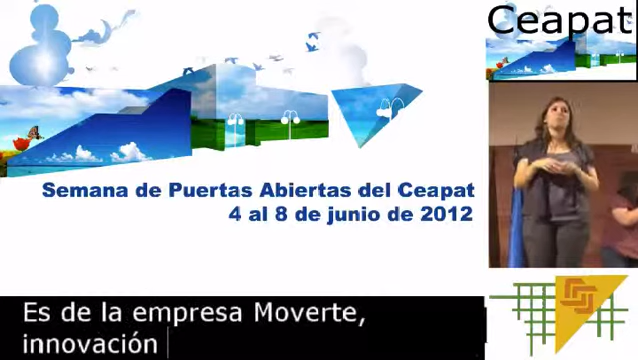 Ceapat
Semana de Puertas Abiertas del Ceapat
4 al 8 de junio de 2012
Es de la empresa Moverte,
innovación